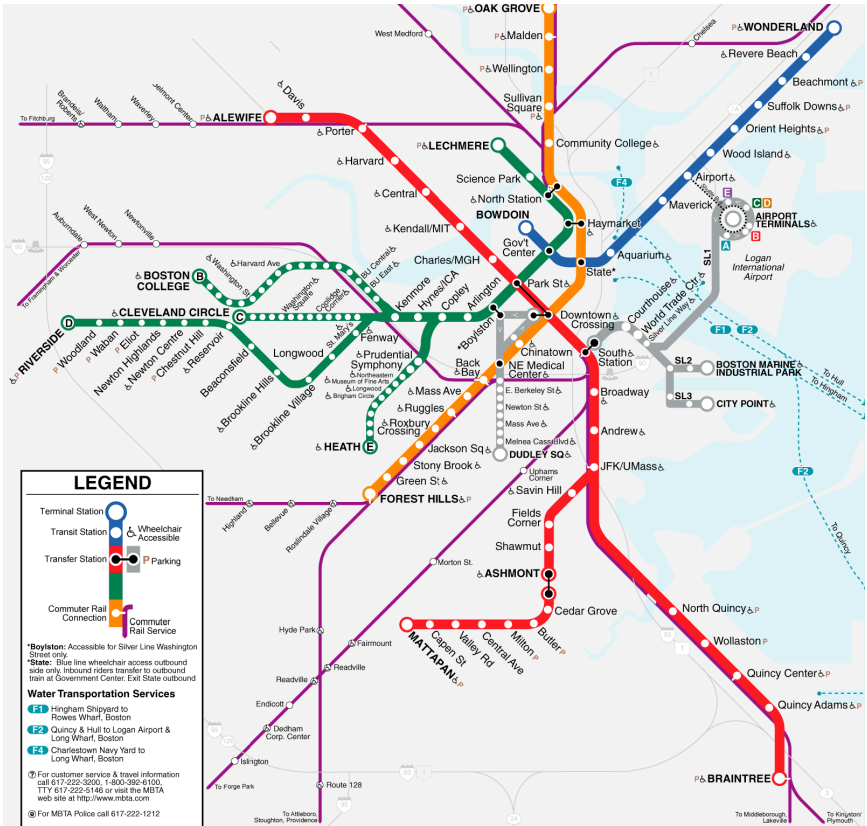 OAK GROVE
Malden
Wellington
Sullivan
Square
Community College
West Medford
Chelsea
WONDERLAND
Revere Beach
Beachmont
Suffolk Downs
Orient Heights
Wood Island
Airport
Maverick
Aquarium
State*
Brandeis/
Roberts
Waltham
Waverley
Belmont Center
To Fitchburg
ALEWIFE
Davis
Porter
Harvard
Central
Kendall/MIT
Charles/MGH
LECHMERE
Science Park
North Station
BOWDOIN
Haymarket
Gov't
Center
Park St
F4
E
C
D
A
B
AIRPORT
TERMINALS
Logan
International
Airport
SL1
Auburndale
West Newton
Newtonville
To Framingham & Worcester
BOSTON
COLLEGE
B
Washington St
Harvard Ave
Washington
Square
Coolidge
Corner
BU Central
BU East
CLEVELAND CIRCLE
C
St. Mary's
Kenmore
Hynes/ICA
Copley
Arlington
*Boylston
Downtown
Crossing
Courthouse
World Trade Ctr.
Silver Line Way
F1
F2
D
RIVERSIDE
Woodland
Waban
Eliot
Newton Highlands
Newton Centre
Chestnut Hill
Reservoir
Beaconsfield
Brookline Hills
Brookline Village
Longwood
Fenway
Prudential
Symphony
Northeastern
Museum of Fine Arts
Longwood
Brigham Circle
HEATH
E
Chinatown
NE Medical
Center
Back
Bay
South
Station
SL2
BOSTON MARINE
INDUSTRIAL PARK
SL3
CITY POINT
To Hull
To Hingham
Mass Ave
Ruggles
Roxbury
Crossing
Jackson Sq
Stony Brook
Green St
FOREST HILLS
E. Berkeley St
Newton St
Mass Ave
Melnea Cass Blvd
DUDLEY SQ
Broadway
Andrew
JFK/UMass
Uphams
Corner
Savin Hill
Fields
Corner
Shawmut
ASHMONT
Cedar Grove
Butler
Milton
Central Ave
Valley Rd
Capen St
MATTAPAN
F2
To Quincy
North Quincy
Wollaston
Quincy Center
Quincy Adams
BRAINTREE
To Middleborough,
Lakeville
To Kingston/
Plymouth
To Needham
Highland
Bellevue
Roslindale Village
Morton St.
Hyde Park
Fairmount
Readville
Readville
Endicott
Dedham
Corp. Center
Islington
To Forge Park
Route 128
To Attleboro,
Stoughton, Providence
LEGEND
Terminal Station
Transit Station
Wheelchair
Accessible
Transfer Station
P Parking
Commuter Rail
Connection
Commuter
Rail Service
*Boylston: Accessible for Silver Line Washington
Street only.
*State: Blue line wheelchair access outbound
side only. Inbound riders transfer to outbound
train at Government Center. Exit State outbound
Water Transportation Services
F1 Hingham Shipyard to
Rowes Wharf, Boston
F2 Quincy & Hull to Logan Airport &
Long Wharf, Boston
F4 Charlestown Navy Yard to
Long Wharf, Boston
For customer service & travel information
call 617-222-3200, 1-800-392-6100,
TTY 617-222-5146 or visit the MBTA
web site at http://www.mbta.com
For MBTA Police call 617-222-1212